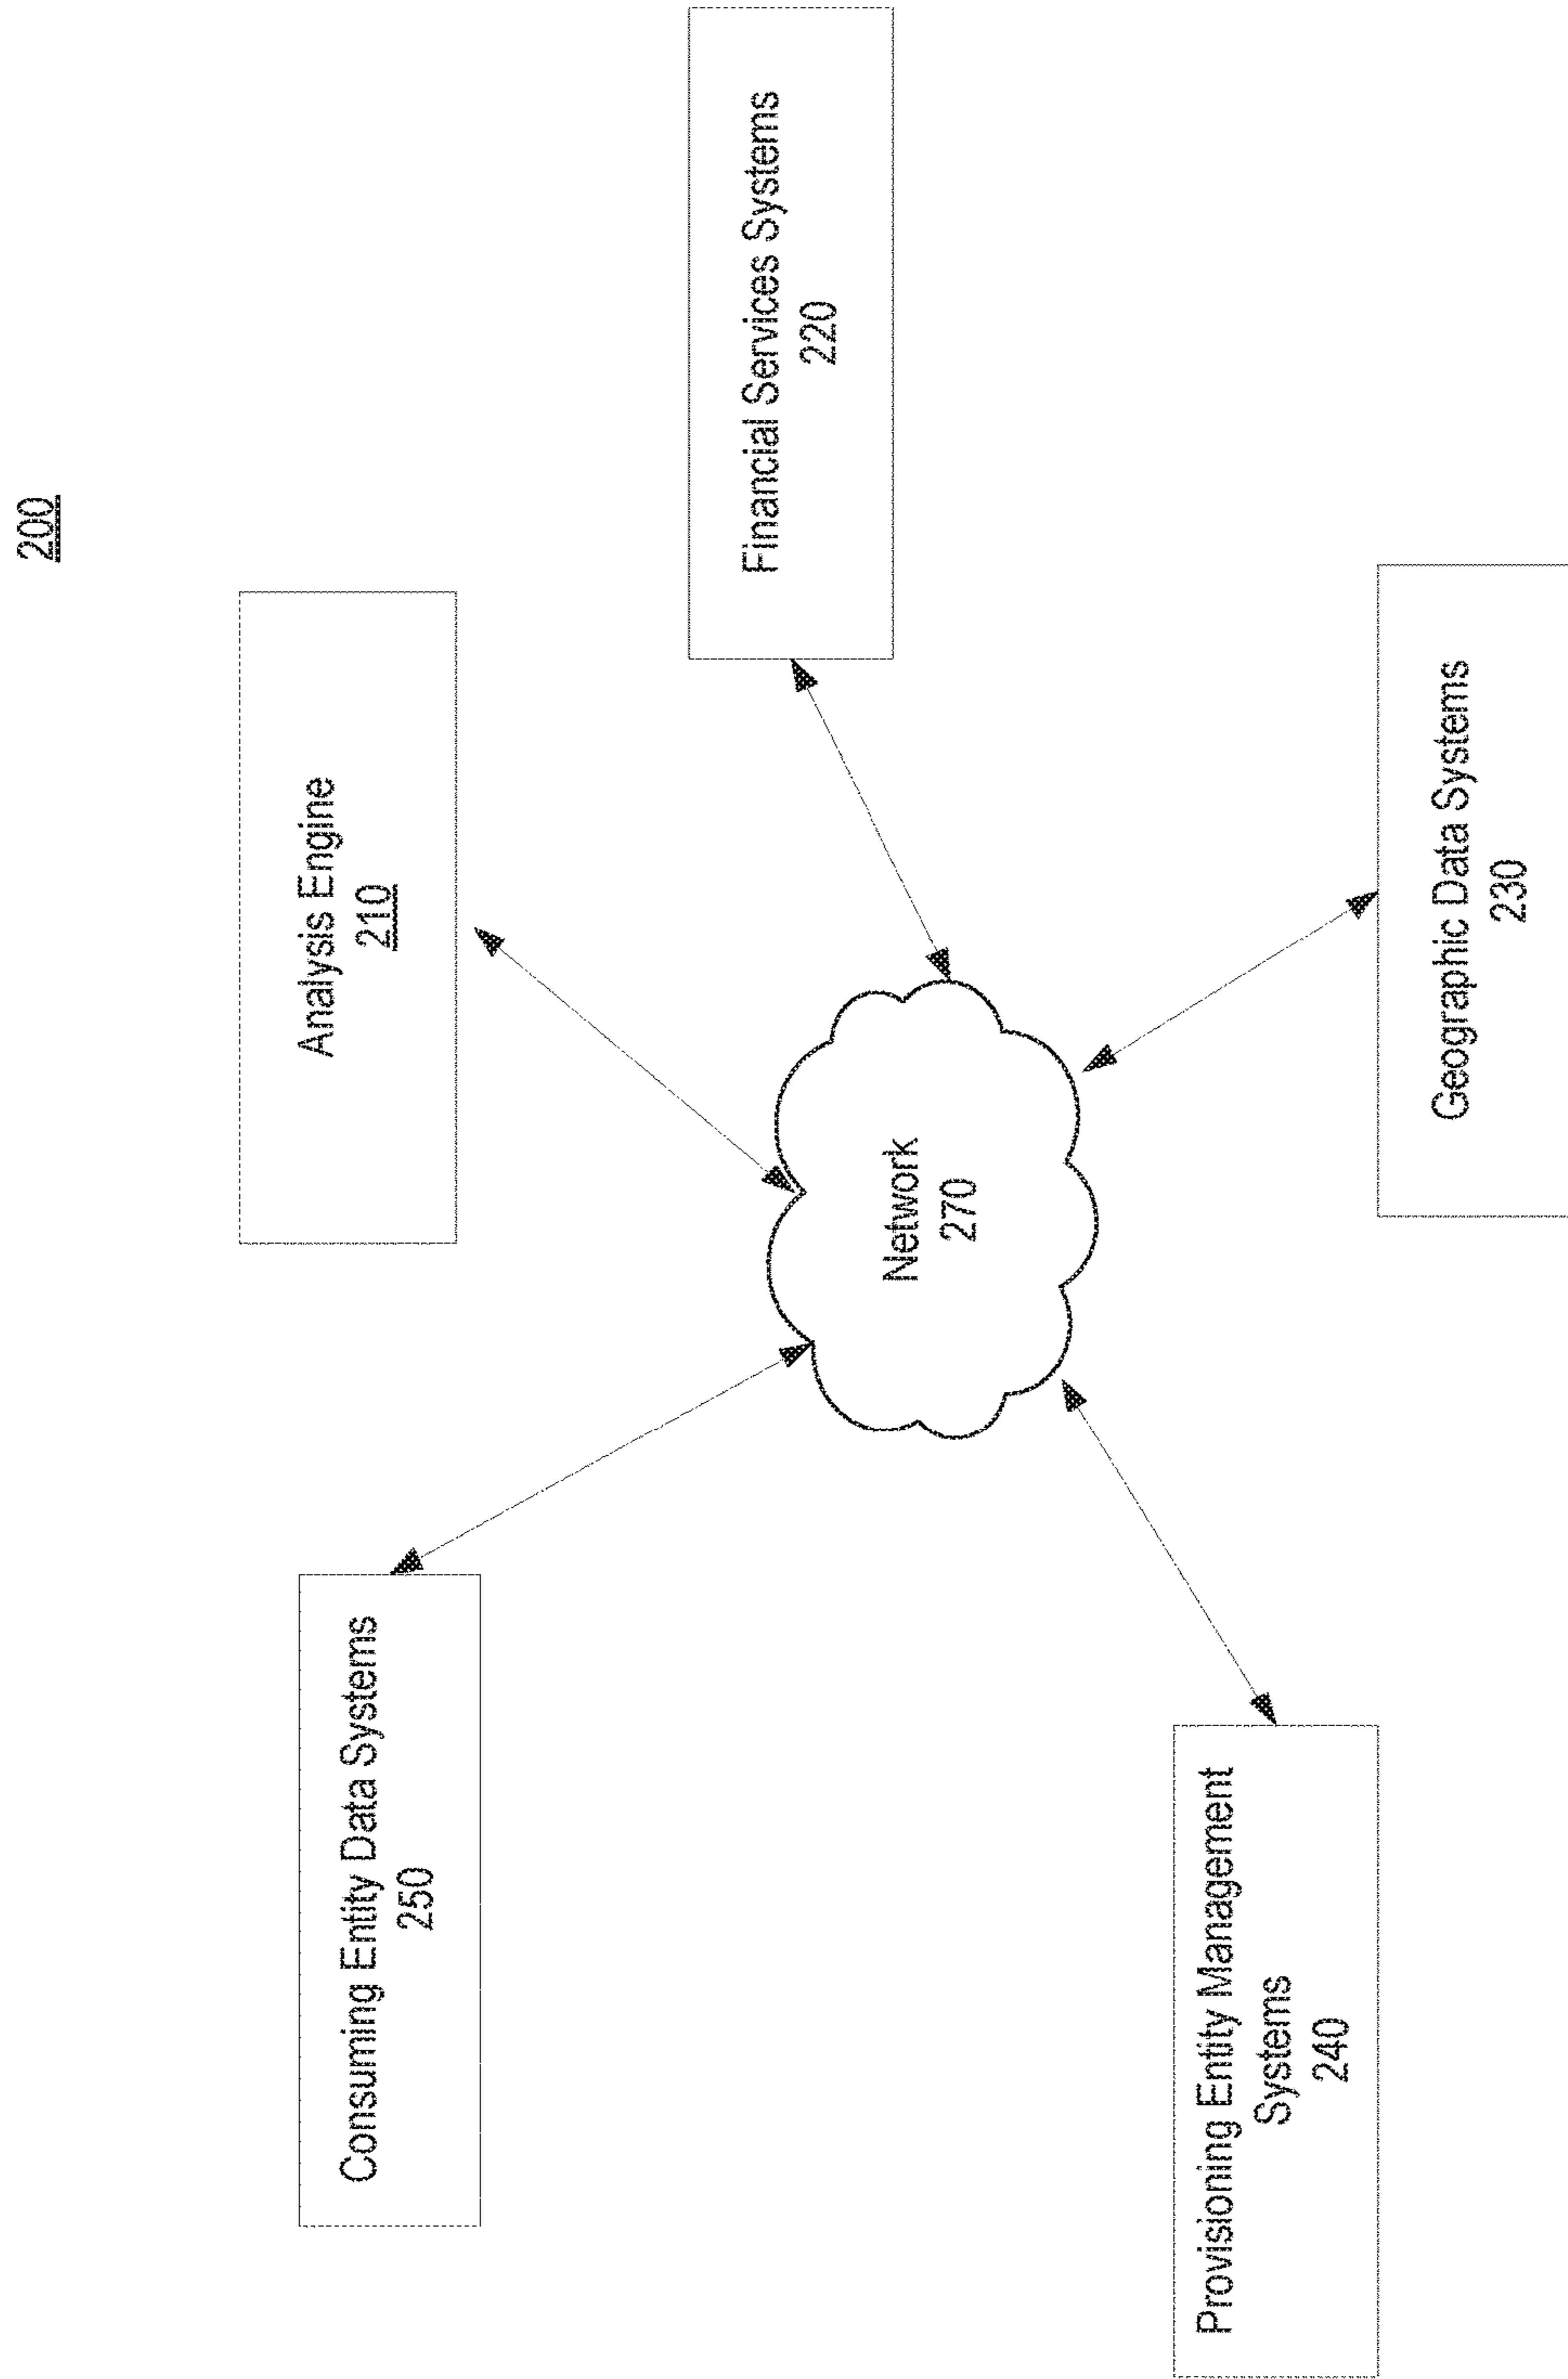 200
Analysis Engine
210
Consuming Entity Data Systems
250
Financial Services Systems
220
Network
270
Provisioning Entity Management
Systems
240
Geographic Data Systems
230